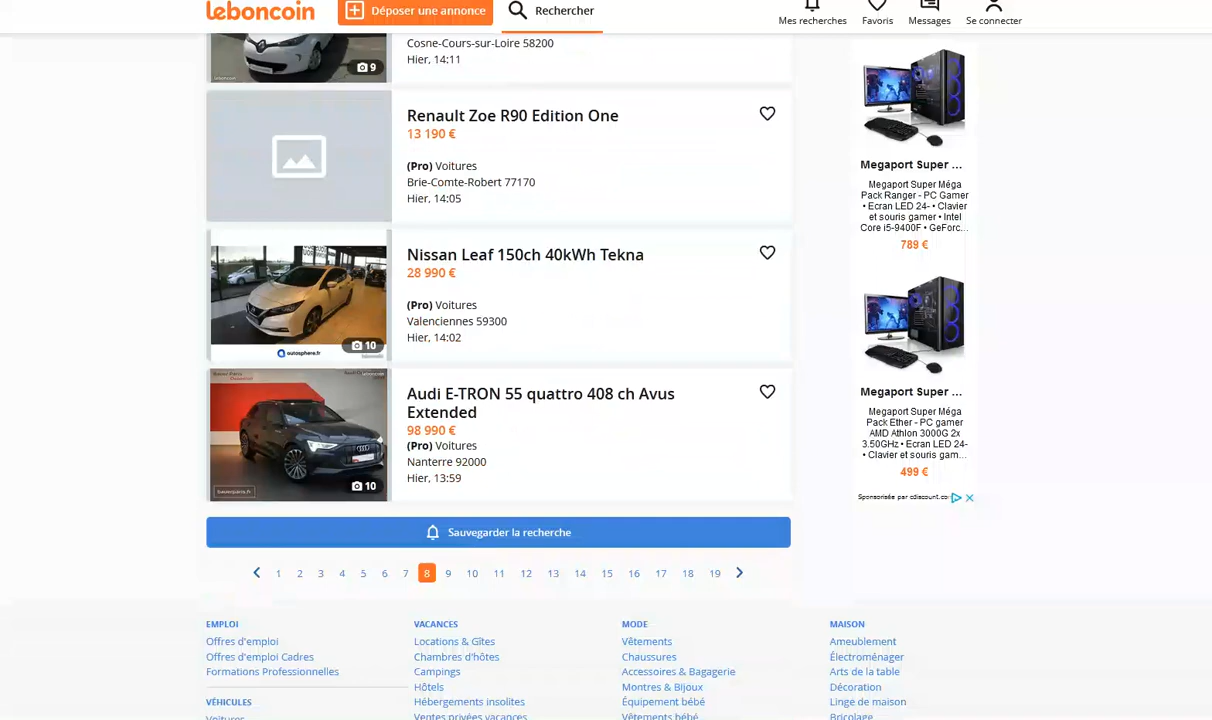 leboncoin
Déposer une annonce
Rechercher
Mes recherches
Favoris
Messages
Se connecter
Cosne-Cours-sur-Loire 58200
Hier, 14:11
9
leboncoin
Renault Zoe R90 Edition One
13 190 €
(Pro) Voitures
Brie-Comte-Robert 77170
Hier, 14:05
Nissan Leaf 150ch 40kWh Tekna
28 990 €
(Pro) Voitures
Valenciennes 59300
Hier, 14:02
10
autosphere.fr
Audi E-TRON 55 quattro 408 ch Avus
Extended
98 990 €
(Pro) Voitures
Nanterre 92000
Hier, 13:59
10
leboncoin
Megaport Super ...
Megaport Super Méga
Pack Ranger - PC Gamer
• Ecran LED 24- • Clavier
et souris gamer • Intel
Core i5-9400F • GeForc...
789 €
Megaport Super ...
Megaport Super Méga
Pack Ether - PC gamer
AMD Athlon 3000G 2x
3.50GHz • Ecran LED 24-
• Clavier et souris gam...
499 €
Sponsorisée par cdiscount.co
Sauvegarder la recherche
1 2 3 4 5 6 7 8 9 10 11 12 13 14 15 16 17 18 19
EMPLOI
Offres d'emploi
Offres d'emploi Cadres
Formations Professionnelles
VÉHICULES
Voitures
VACANCES
Locations & Gîtes
Chambres d'hôtes
Campings
Hôtels
Hébergements insolites
Ventes privées vacances
MODE
Vêtements
Chaussures
Accessoires & Bagagerie
Montres & Bijoux
Équipement bébé
Vêtements bébé
MAISON
Ameublement
Électroménager
Arts de la table
Décoration
Linge de maison
Bricolage